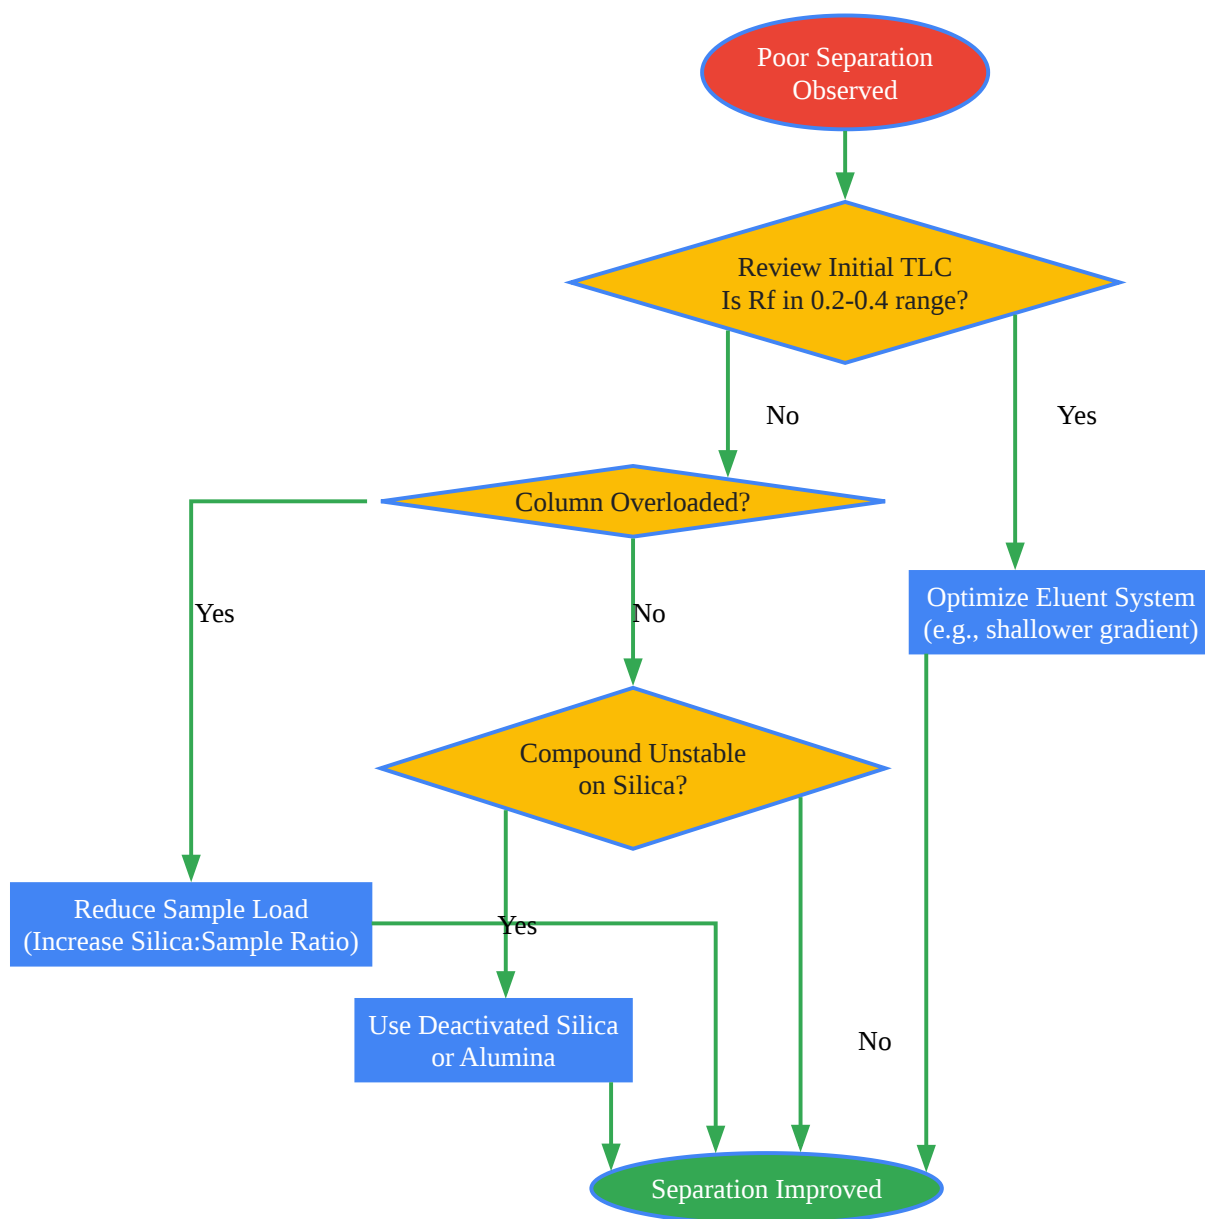 Poor Separation
Observed
Review Initial TLC
Is Rf in 0.2-0.4 range?
No
Yes
Column Overloaded?
Optimize Eluent System
(e.g., shallower gradient)
Yes
No
Compound Unstable
on Silica?
Reduce Sample Load
(Increase Silica:Sample Ratio)
Yes
Use Deactivated Silica
or Alumina
No
Separation Improved